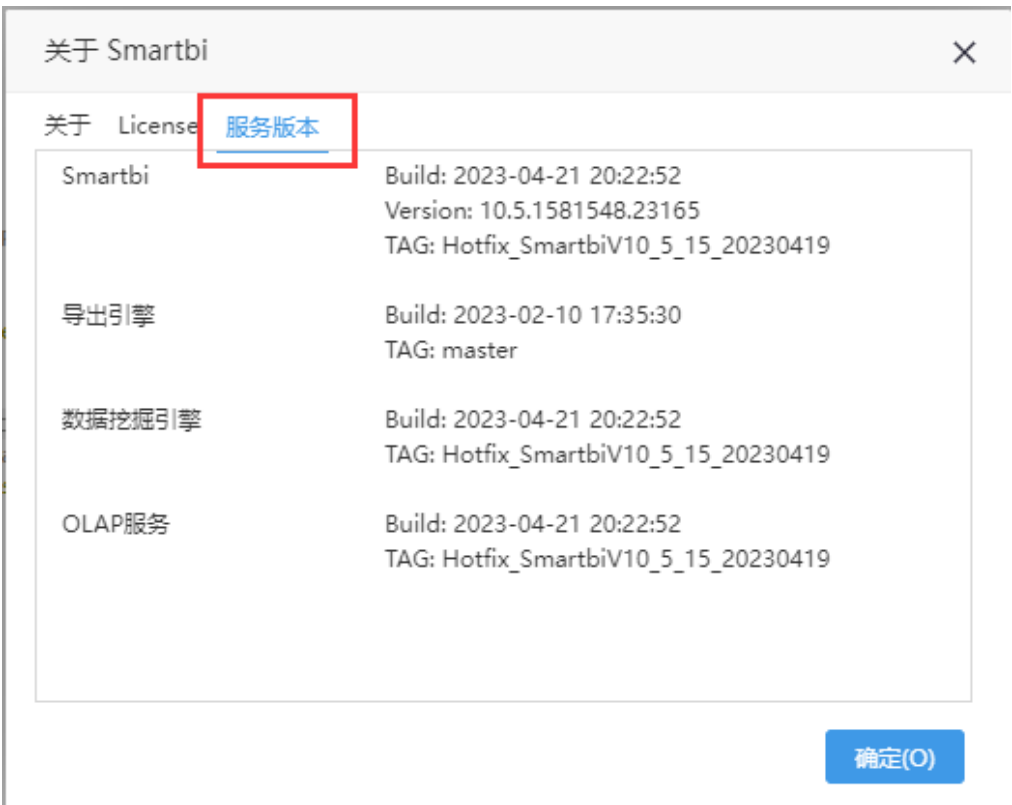 关于 Smartbi
关于 License 服务版本
Smartbi Build: 2023-04-21 20:22:52
Version: 10.5.1581548.23165
TAG: Hotfix_SmartbiV10_5_15_20230419
导出引擎 Build: 2023-02-10 17:35:30
TAG: master
数据挖掘引擎 Build: 2023-04-21 20:22:52
TAG: Hotfix_SmartbiV10_5_15_20230419
OLAP服务 Build: 2023-04-21 20:22:52
TAG: Hotfix_SmartbiV10_5_15_20230419
确定(O)